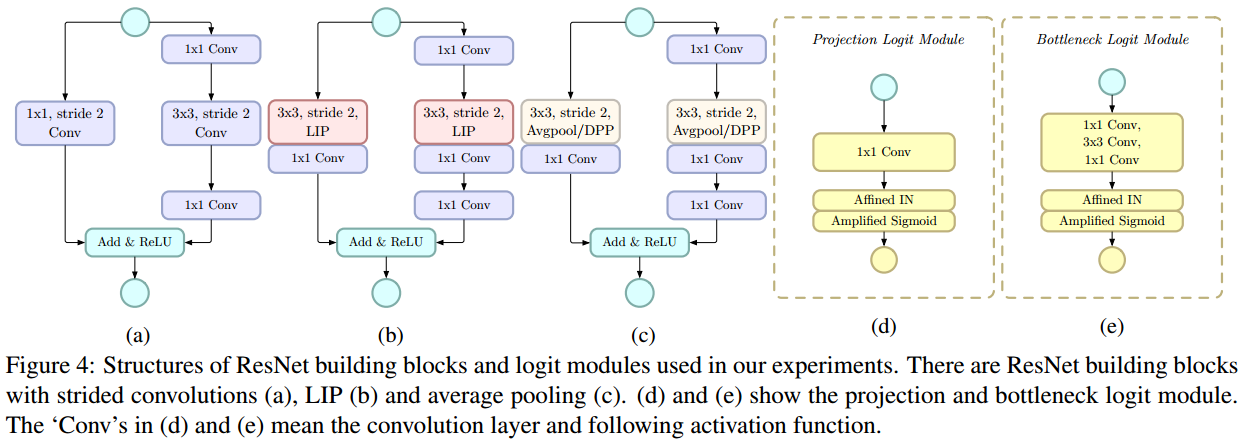 1x1, stride 2
Conv
1x1 Conv
3x3, stride 2
Conv
1x1 Conv
Add & ReLU
(a)
3x3, stride 2,
LIP
1x1 Conv
1x1 Conv
3x3, stride 2,
LIP
1x1 Conv
1x1 Conv
Add & ReLU
(b)
3x3, stride 2,
Avgpool/DPP
1x1 Conv
1x1 Conv
3x3, stride 2,
Avgpool/DPP
1x1 Conv
1x1 Conv
Add & ReLU
(c)
Projection Logit Module
1x1 Conv
Affined IN
Amplified Sigmoid
(d)
Bottleneck Logit Module
1x1 Conv,
3x3 Conv,
1x1 Conv
Affined IN
Amplified Sigmoid
(e)
Figure 4: Structures of ResNet building blocks and logit modules used in our experiments. There are ResNet building blocks
with strided convolutions (a), LIP (b) and average pooling (c). (d) and (e) show the projection and bottleneck logit module.
The ‘Conv’s in (d) and (e) mean the convolution layer and following activation function.